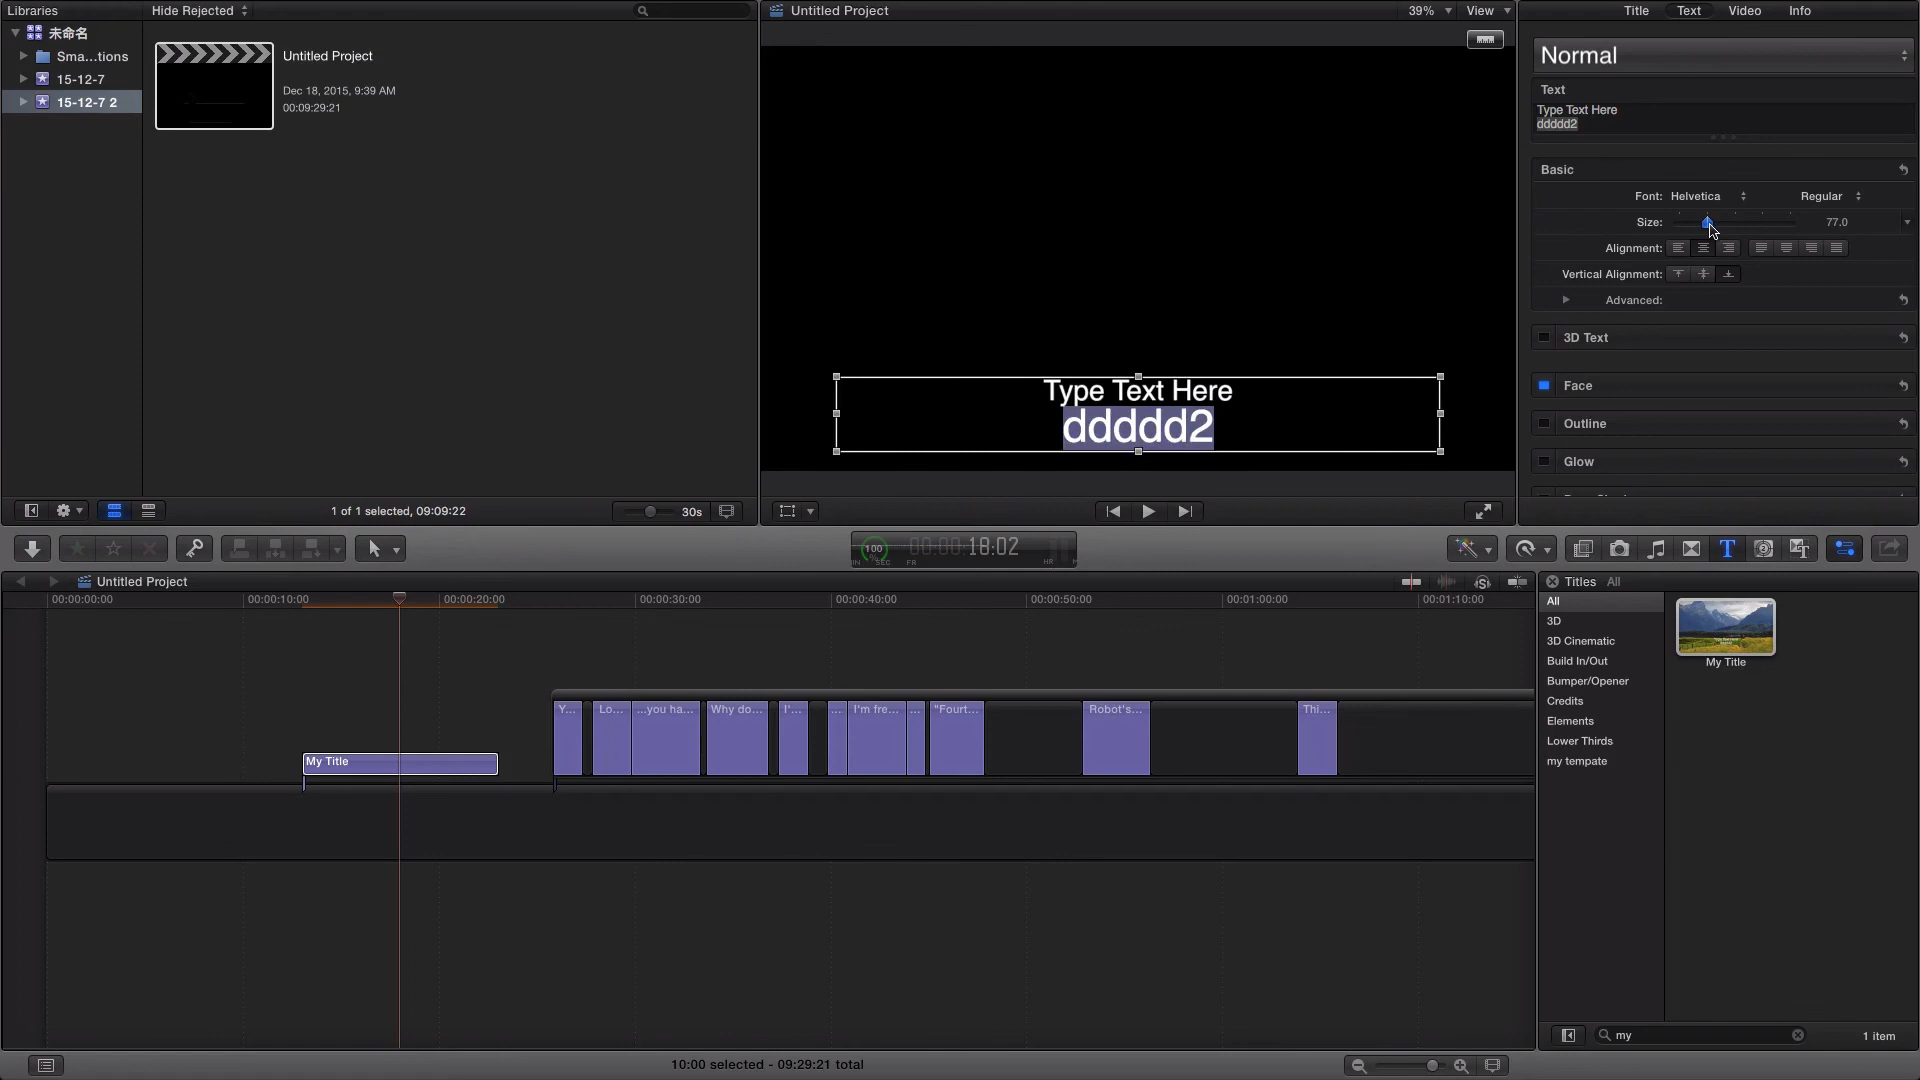 Libraries
Hide Rejected
未命名
Sma...tions
15-12-7
15-12-7 2
Untitled Project
Dec 18, 2015, 9:39 AM
00:09:29:21
1 of 1 selected, 09:09:22
30s
Untitled Project
39%
View
Type Text Here
ddddd2
Title
Text
Video
Info
Normal
Text
Type Text Here
ddddd2
Basic
Font:
Helvetica
Regular
Size:
77.0
Alignment:
Vertical Alignment:
Advanced:
3D Text
Face
Outline
Glow
100
%
00:00:18:02
HR
SEC
FR
Untitled Project
00:00:00:00
00:00:10:00
00:00:20:00
00:00:30:00
00:00:40:00
00:00:50:00
00:01:00:00
00:01:10:00
Y...
Lo...
...you ha...
Why do...
I'...
...
I'm fre...
...
"Fourt...
Robot's...
Thi...
My Title
Titles
All
All
3D
3D Cinematic
Build In/Out
Bumper/Opener
Credits
Elements
Lower Thirds
my tempate
My Title
my
1 item
10:00 selected - 09:29:21 total